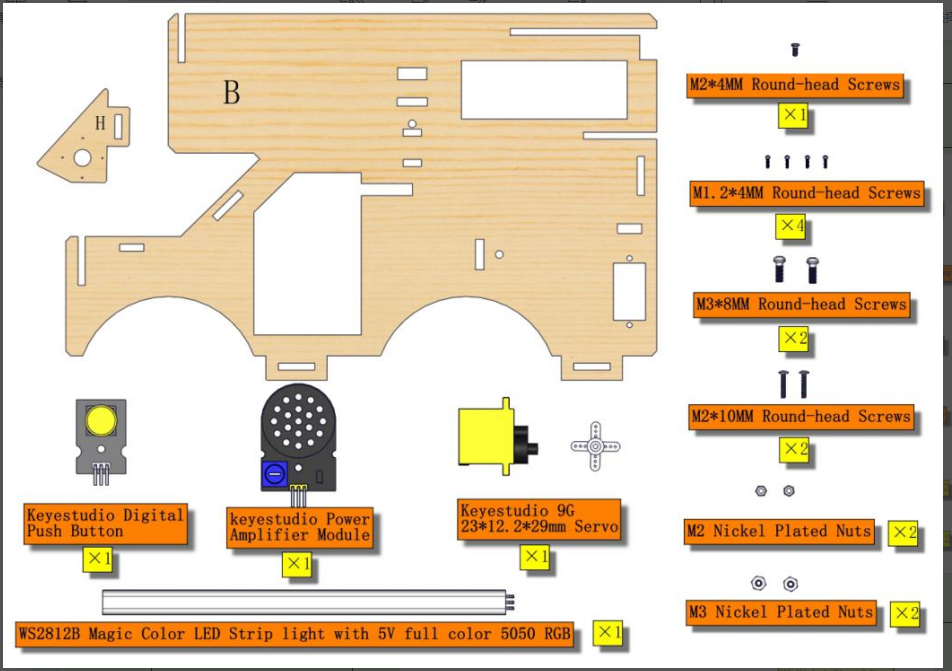 B
H
M2*4MM Round-head Screws
×1
M1.2*4MM Round-head Screws
×4
M3*8MM Round-head Screws
×2
M2*10MM Round-head Screws
×2
M2 Nickel Plated Nuts
×2
M3 Nickel Plated Nuts
×2
Keyestudio Digital
Push Button
×1
keyestudio Power
Amplifier Module
×1
Keyestudio 9G
23*12.2*29mm Servo
×1
WS2812B Magic Color LED Strip light with 5V full color 5050 RGB
×1